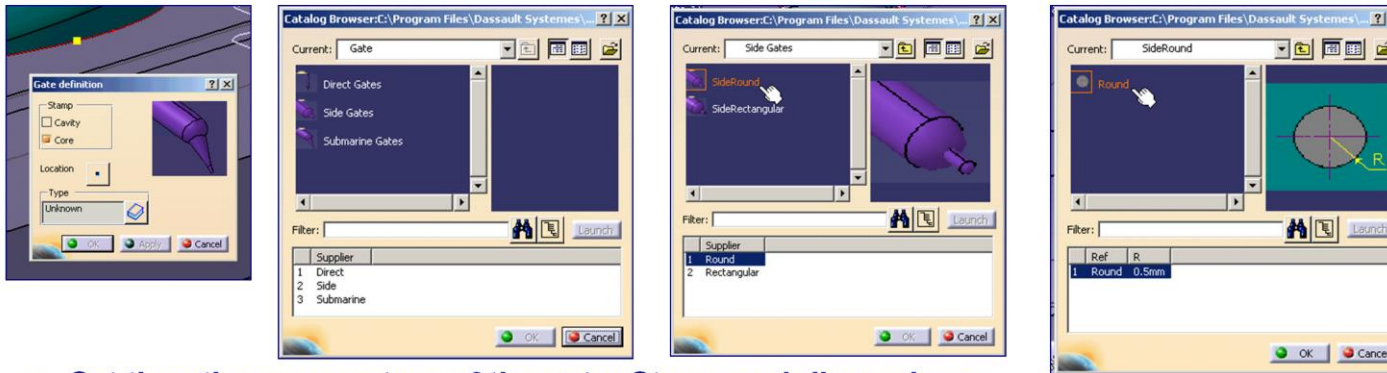 Gate definition
Stamp
Cavity
Core
Location
Type
Unknown
OK Apply Cancel
Catalog Browser:C:\Program Files\Dassault Systemes\...
Current: Gate
Direct Gates
Side Gates
Submarine Gates
Filter:
Launch
Supplier
1 Direct
2 Side
3 Submarine
OK Cancel
Catalog Browser:C:\Program Files\Dassault Systemes\...
Current: Side Gates
SideRound
SideRectangular
Filter:
Launch
Supplier
1 Round
2 Rectangular
OK Cancel
Catalog Browser:C:\Program Files\Dassault Systemes\...
Current: SideRound
Round
R
Filter:
Launch
Ref R
1 Round 0.5mm
OK Cance